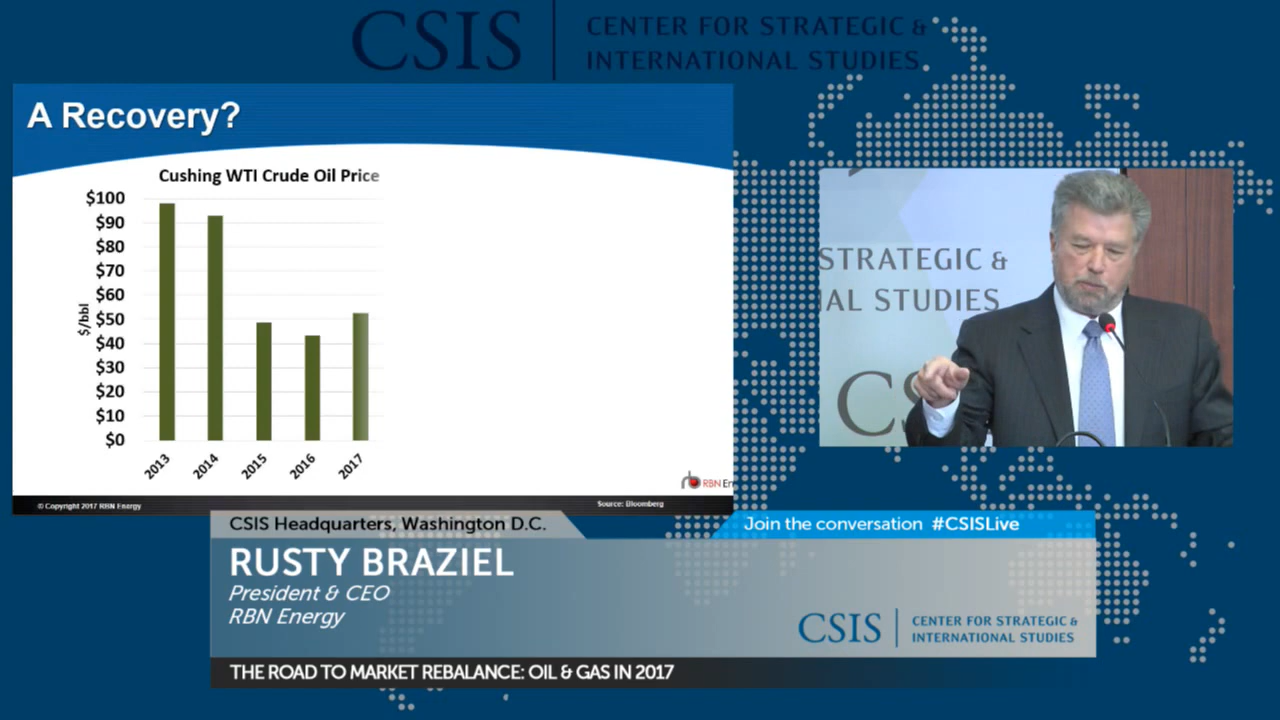 CSIS
CENTER FOR STRATEGIC &
INTERNATIONAL STUDIES
A Recovery?
Cushing WTI Crude Oil Price
$/bbl
$100
$90
$80
$70
$60
$50
$40
$30
$20
$10
$0
2013
2014
2015
2016
2017
RBN En
© Copyright 2017 RBN Energy
Source: Bloomberg
STRATEGIC &
AL STUDIES
CS
CSIS Headquarters, Washington D.C.
Join the conversation #CSISLive
RUSTY BRAZIEL
President & CEO
RBN Energy
CSIS
CENTER FOR STRATEGIC &
INTERNATIONAL STUDIES
THE ROAD TO MARKET REBALANCE: OIL & GAS IN 2017